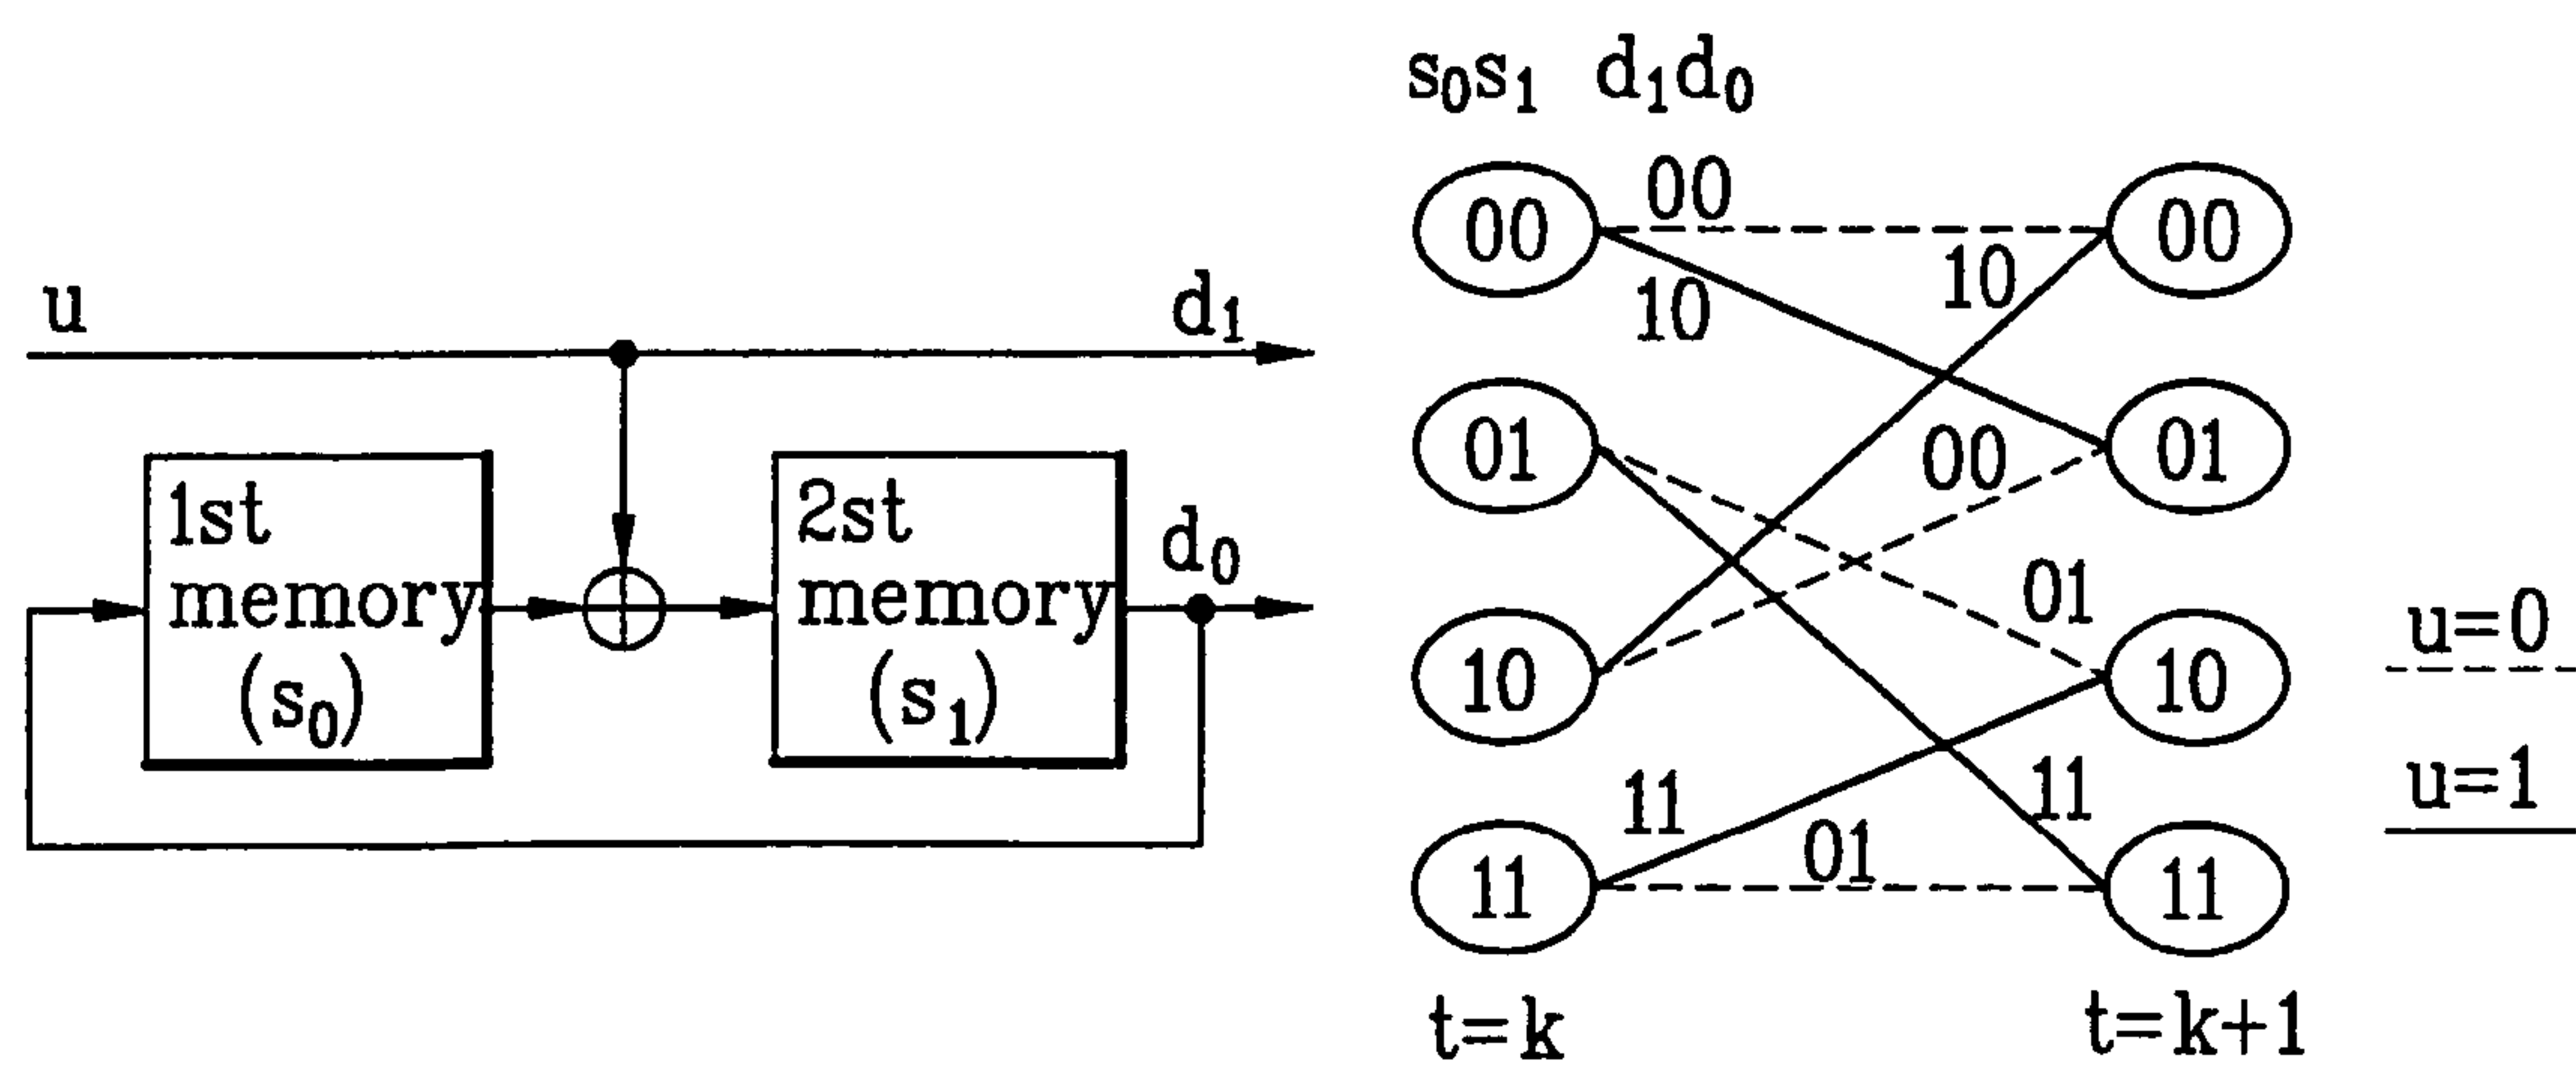 u
d₁
1st
memory
(s₀)
2st
memory
(s₁)
d₀
s₀s₁ d₁d₀
00
00
00
10
10
01
00
01
10
01
10
11
11
11
01
11
t=k
t=k+1
u=0
u=1